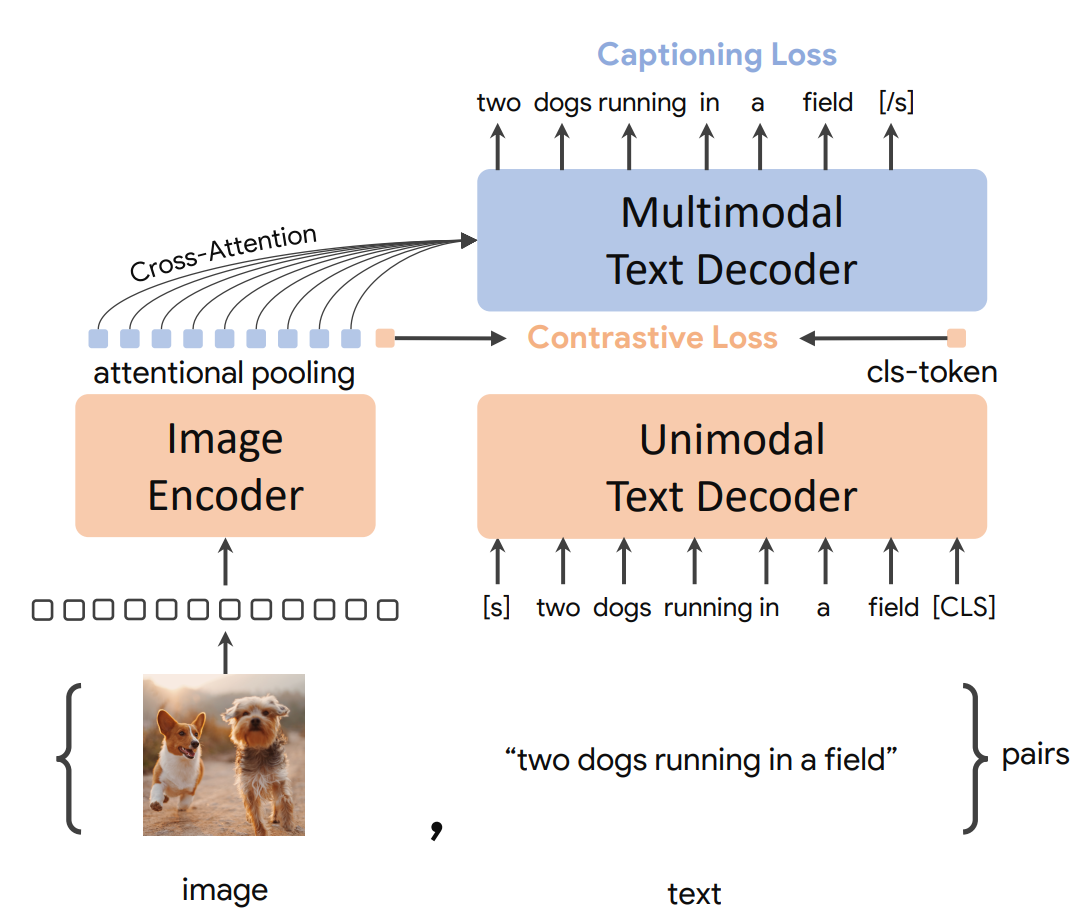 Captioning Loss
two dogs running in a field [/s]
Multimodal
Text Decoder
Cross-Attention
Contrastive Loss
attentional pooling
cls-token
Image
Encoder
Unimodal
Text Decoder
[s] two dogs running in a field [CLS]
“two dogs running in a field”
pairs
,
image
text